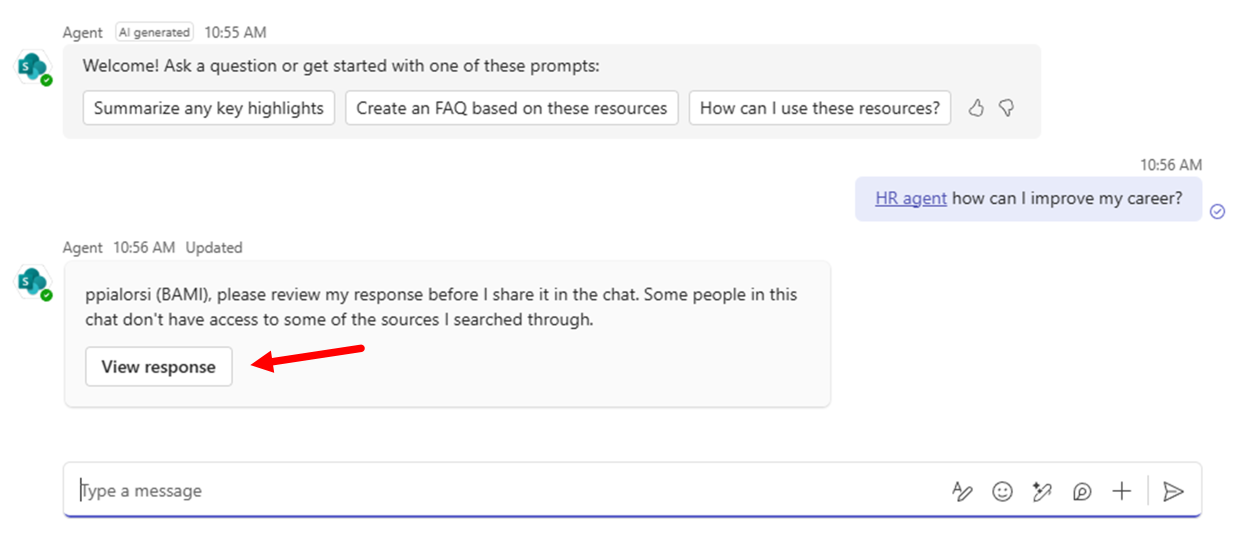 Agent AI generated 10:55 AM
Welcome! Ask a question or get started with one of these prompts:
Summarize any key highlights Create an FAQ based on these resources How can I use these resources?
10:56 AM
HR agent how can I improve my career?
Agent 10:56 AM Updated
ppialorsi (BAMI), please review my response before I share it in the chat. Some people in this
chat don't have access to some of the sources I searched through.
View response
Type a message